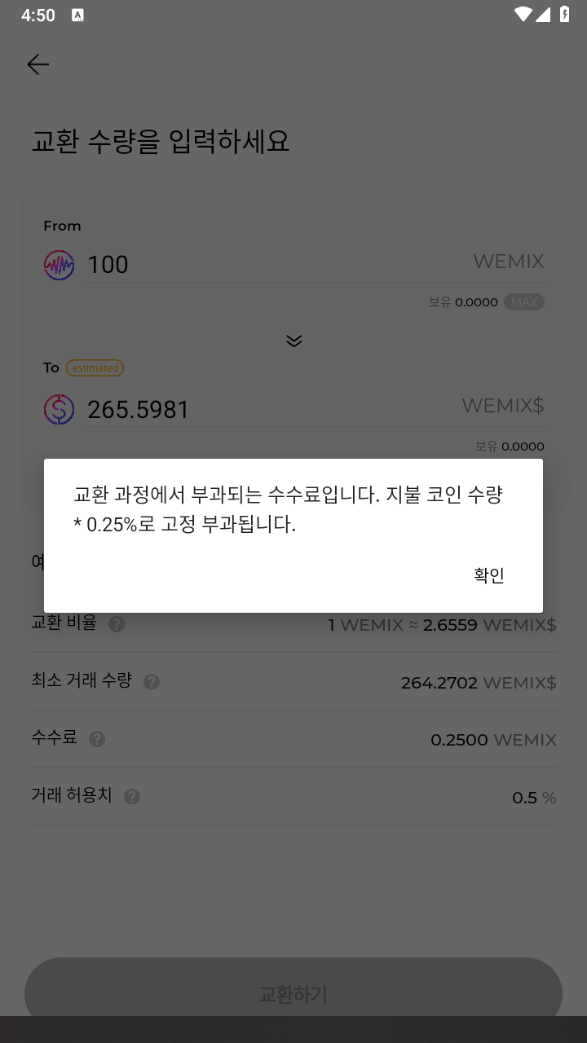 4:50
A
교환 수량을 입력하세요
From
100 WEMIX
보유 0.0000 MAX
To estimated
265.5981 WEMIX$
보유 0.0000
교환 과정에서 부과되는 수수료입니다. 지불 코인 수량
* 0.25%로 고정 부과됩니다.
확인
교환 비율 ? 1 WEMIX ≈ 2.6559 WEMIX$
최소 거래 수량 ? 264.2702 WEMIX$
수수료 ? 0.2500 WEMIX
거래 허용치 ? 0.5 %
교환하기